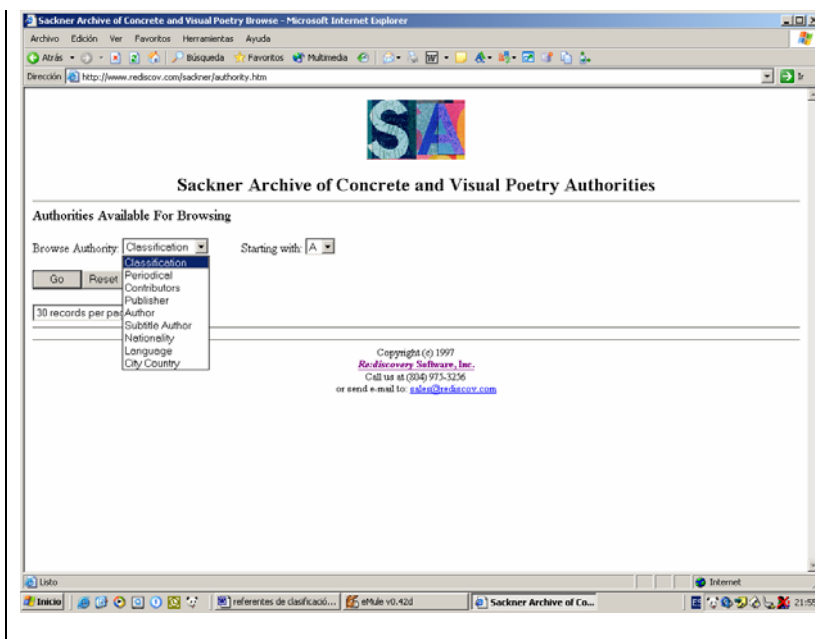 Sackner Archive of Concrete and Visual Poetry Browse - Microsoft Internet Explorer
Archivo Edición Ver Favoritos Herramientas Ayuda
Atrás Búsqueda Favoritos Multimedia
Dirección http://www.rediscov.com/sackner/authority.htm Ir
SA
Sackner Archive of Concrete and Visual Poetry Authorities
Authorities Available For Browsing
Browse Authority: Classification Starting with: A
Classification
Periodical
Go Reset
Contributors
Publisher
30 records per pa
Author
Subtitle Author
Nationality
Language
City Country
Copyright (c) 1997
Re:discovery Software, Inc.
Call us at (804) 975-3256
or send e-mail to: sales@rediscov.com
Listo Internet
Inicio referentes de clasificació... eMule v0.42d Sackner Archive of Co... ES 21:55